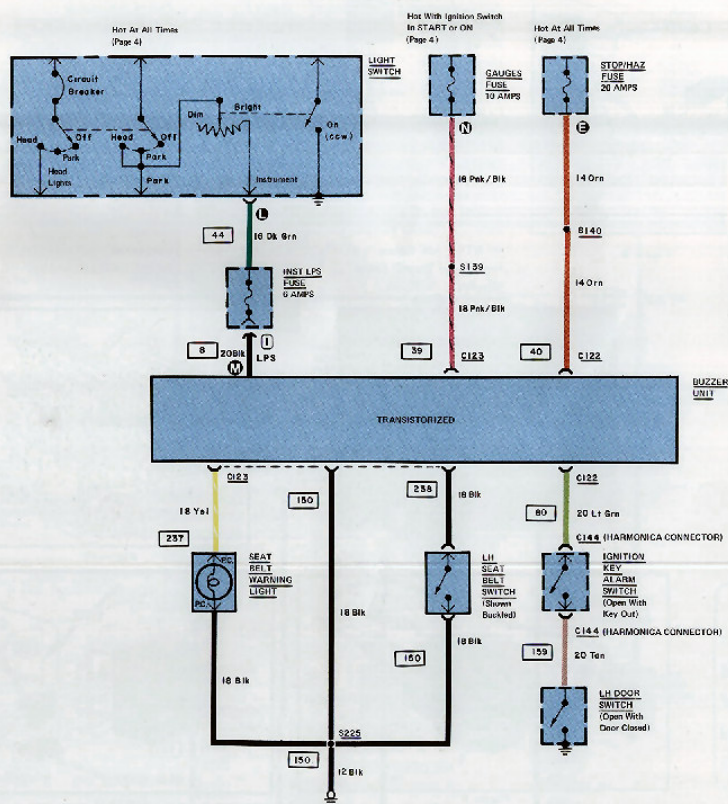 Hot At All Times
(Page 4)
Hot With Ignition Switch
In START or ON
(Page 4)
Hot At All Times
(Page 4)
LIGHT
SWITCH
Circuit
Breaker
Dim
Bright
Head
Off
Park
Head
Lights
Head
Off
Park
Park
Instrument
On
(c.c.w.)
GAUGES
FUSE
10 AMPS
STOP/HAZ
FUSE
20 AMPS
N
E
18 Pnk/Blk
14 Orn
L
44
16 Dk Grn
S140
S139
INST LPS
FUSE
6 AMPS
18 Pnk/Blk
14 Orn
8
20 Blk
I
LPS
M
39
C123
40
C122
BUZZER
UNIT
TRANSISTORIZED
C123
150
238
18 Blk
C122
18 Yel
80
20 Lt Grn
237
C144 (HARMONICA CONNECTOR)
P.C.
P.C.
SEAT
BELT
WARNING
LIGHT
LH
SEAT
BELT
SWITCH
(Shown
Buckled)
IGNITION
KEY
ALARM
SWITCH
(Open With
Key Out)
18 Blk
18 Blk
C144 (HARMONICA CONNECTOR)
150
159
20 Tan
18 Blk
LH DOOR
SWITCH
(Open With
Door Closed)
S225
150
12 Blk